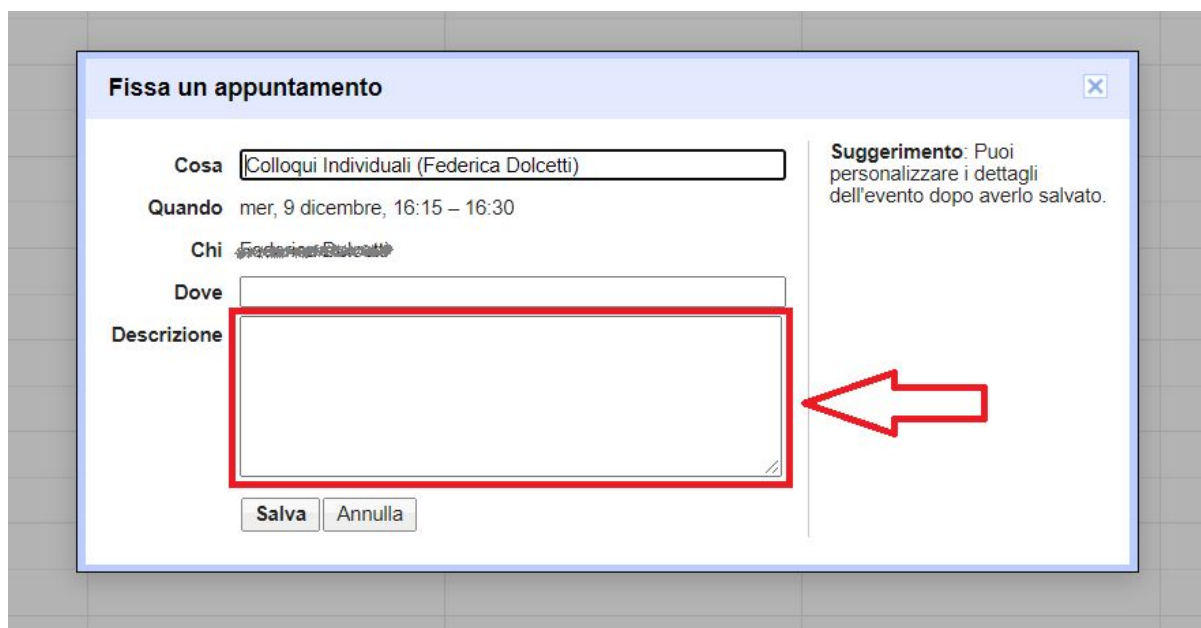 Fissa un appuntamento
Cosa Colloqui Individuali (Federica Dolcetti)
Quando mer, 9 dicembre, 16:15 – 16:30
Chi
Dove
Descrizione
Salva Annulla
Suggerimento: Puoi
personalizzare i dettagli
dell'evento dopo averlo salvato.